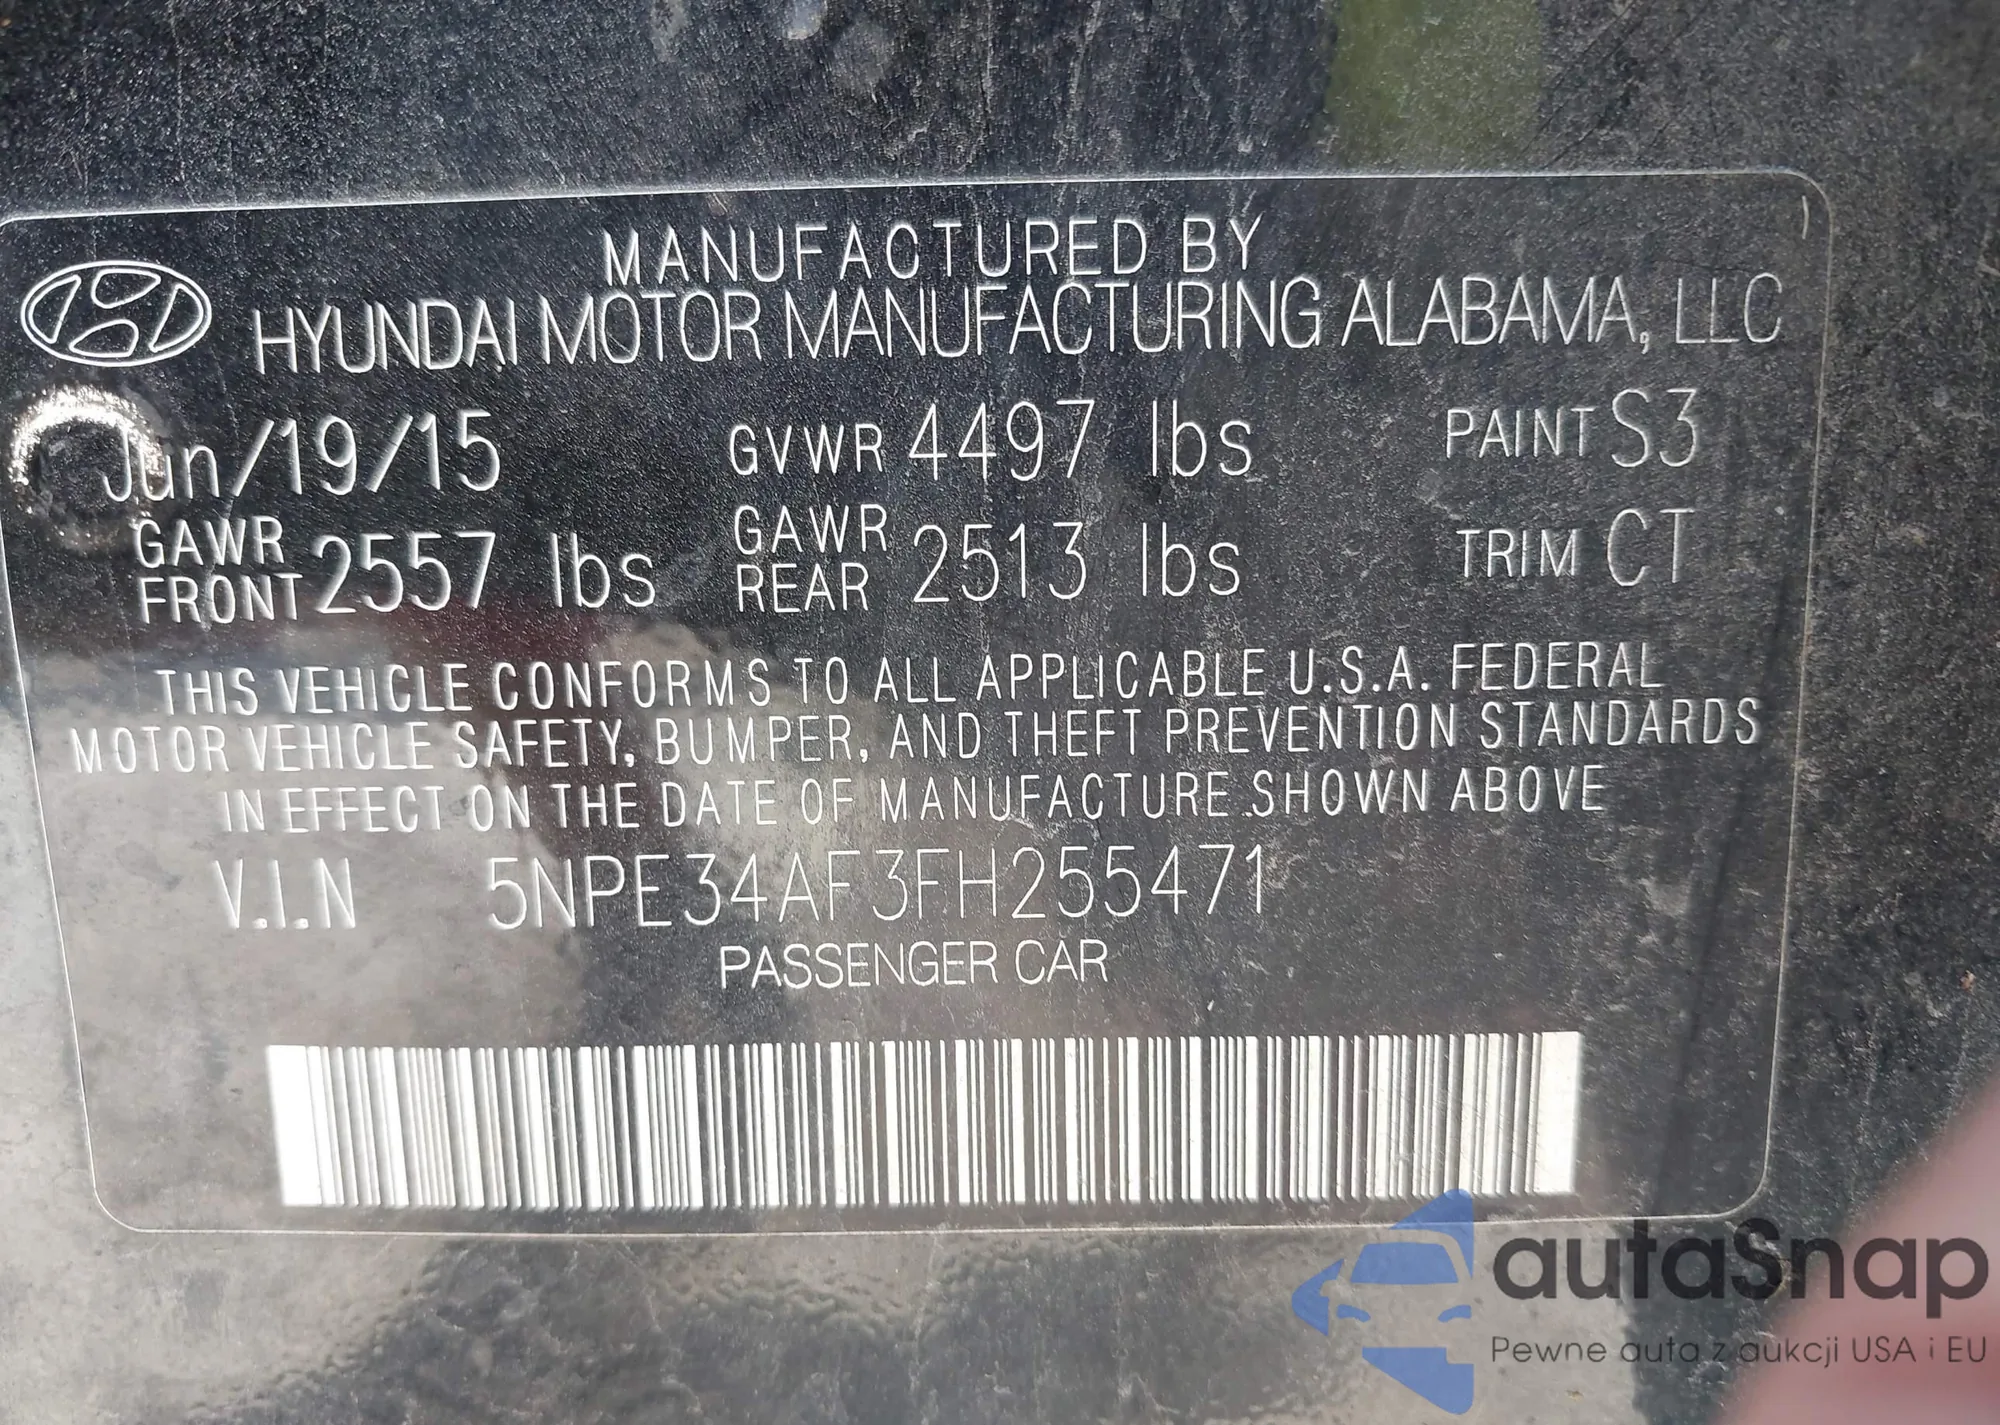 MANUFACTURED BY
HYUNDAI MOTOR MANUFACTURING ALABAMA, LLC
Jun/19/15 GVWR 4497 lbs PAINT S3
GAWR FRONT 2557 lbs GAWR REAR 2513 lbs TRIM CT
THIS VEHICLE CONFORMS TO ALL APPLICABLE U.S.A. FEDERAL
MOTOR VEHICLE SAFETY, BUMPER, AND THEFT PREVENTION STANDARDS
IN EFFECT ON THE DATE OF MANUFACTURE SHOWN ABOVE
V.I.N 5NPE34AF3FH255471
PASSENGER CAR
autaSnap
Pewne auta z aukcji USA i EU